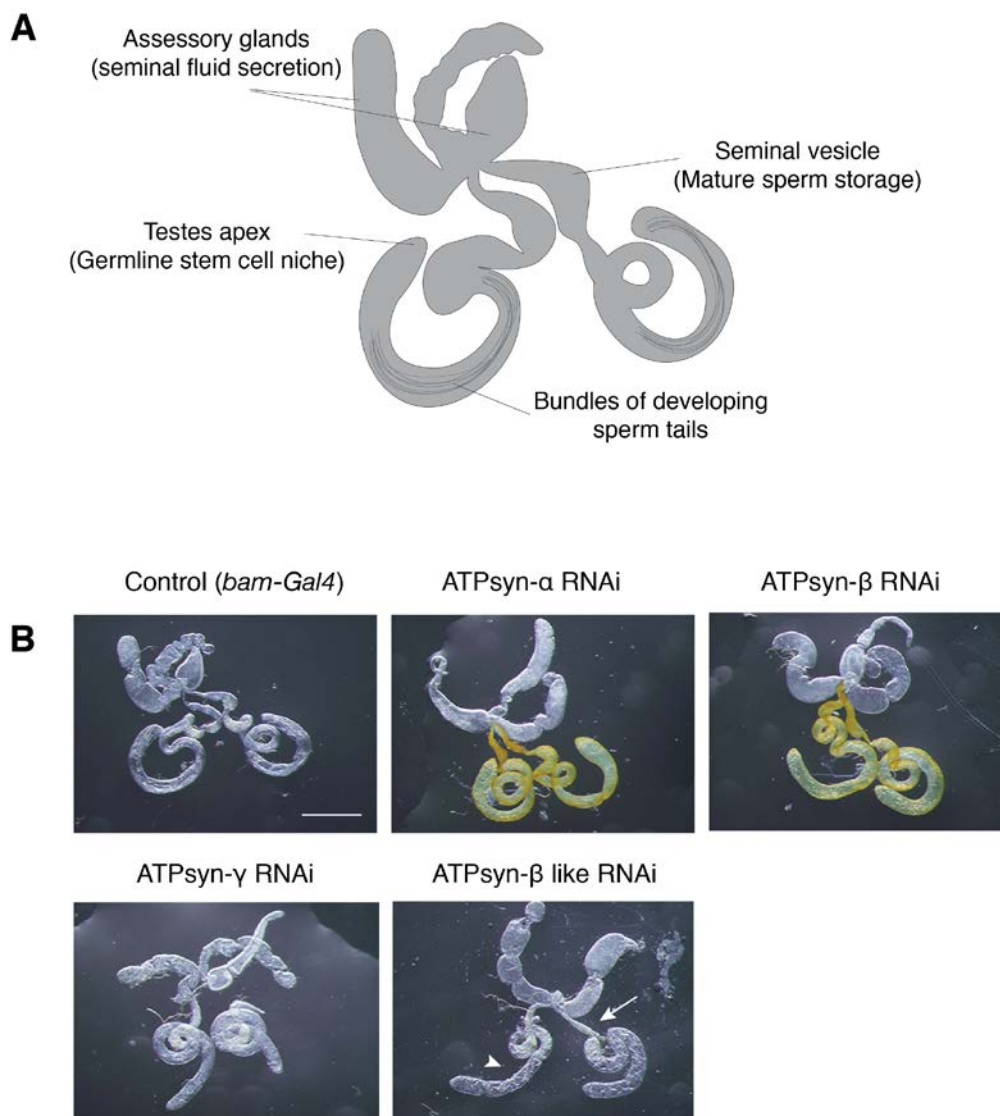 A
Assessory glands
(seminal fluid secretion)
Seminal vesicle
(Mature sperm storage)
Testes apex
(Germline stem cell niche)
Bundles of developing
sperm tails
B
Control (bam-Gal4)
ATPsyn-α RNAi
ATPsyn-β RNAi
ATPsyn-γ RNAi
ATPsyn-β like RNAi